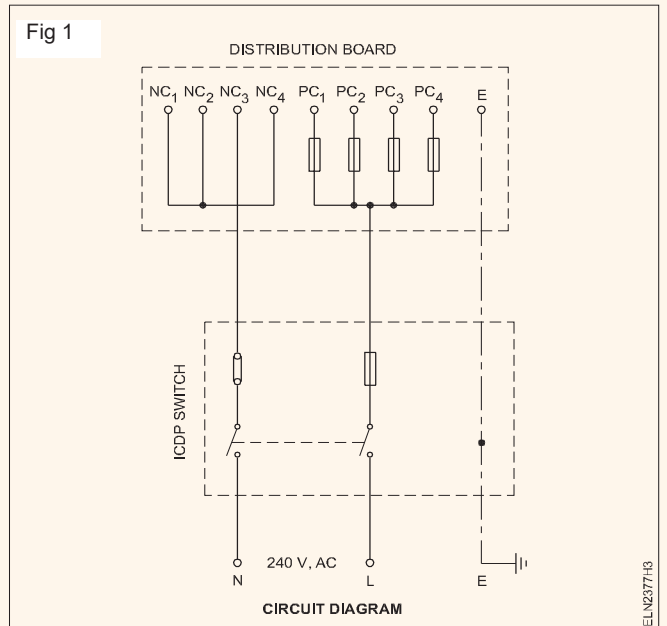 Fig 1
DISTRIBUTION BOARD
NC1 NC2 NC3 NC4 PC1 PC2 PC3 PC4 E
ICDP SWITCH
240 V, AC
N L E
CIRCUIT DIAGRAM
ELN2377H3